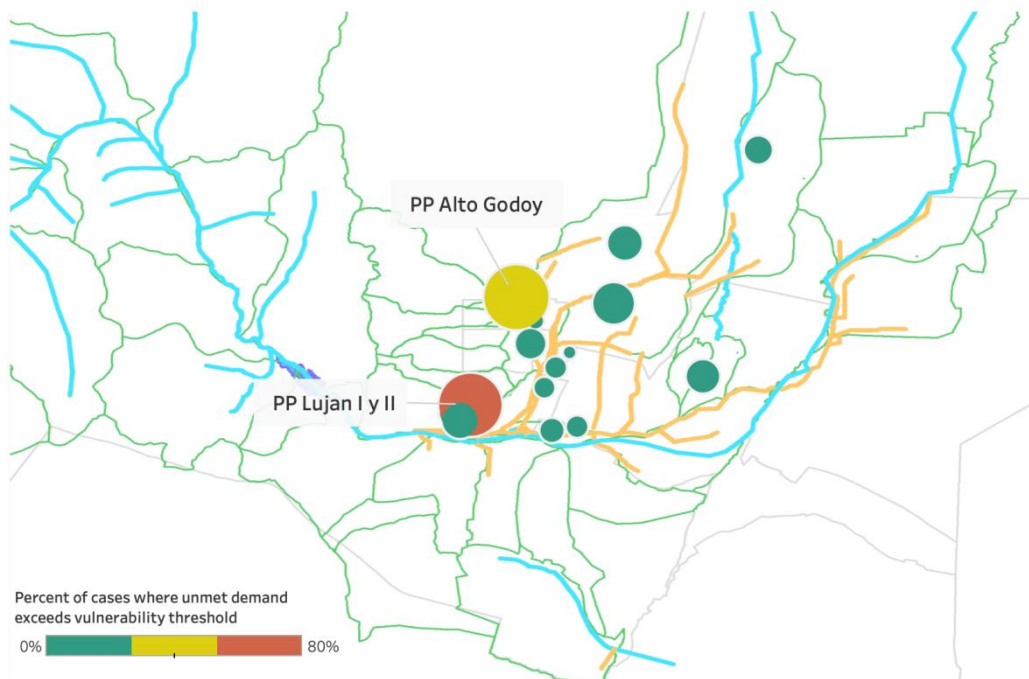 PP Alto Godoy
PP Lujan I y II
Percent of cases where unmet demand
exceeds vulnerability threshold
0%
80%